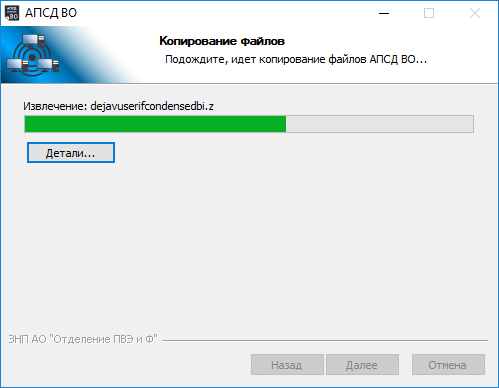 АПСД ВО
Копирование файлов
Подождите, идет копирование файлов АПСД ВО...
Извлечение: dejavuserifcondensedbi.z
Детали...
ЗНП АО "Отделение ПВЭ и Ф"
Назад
Далее
Отмена